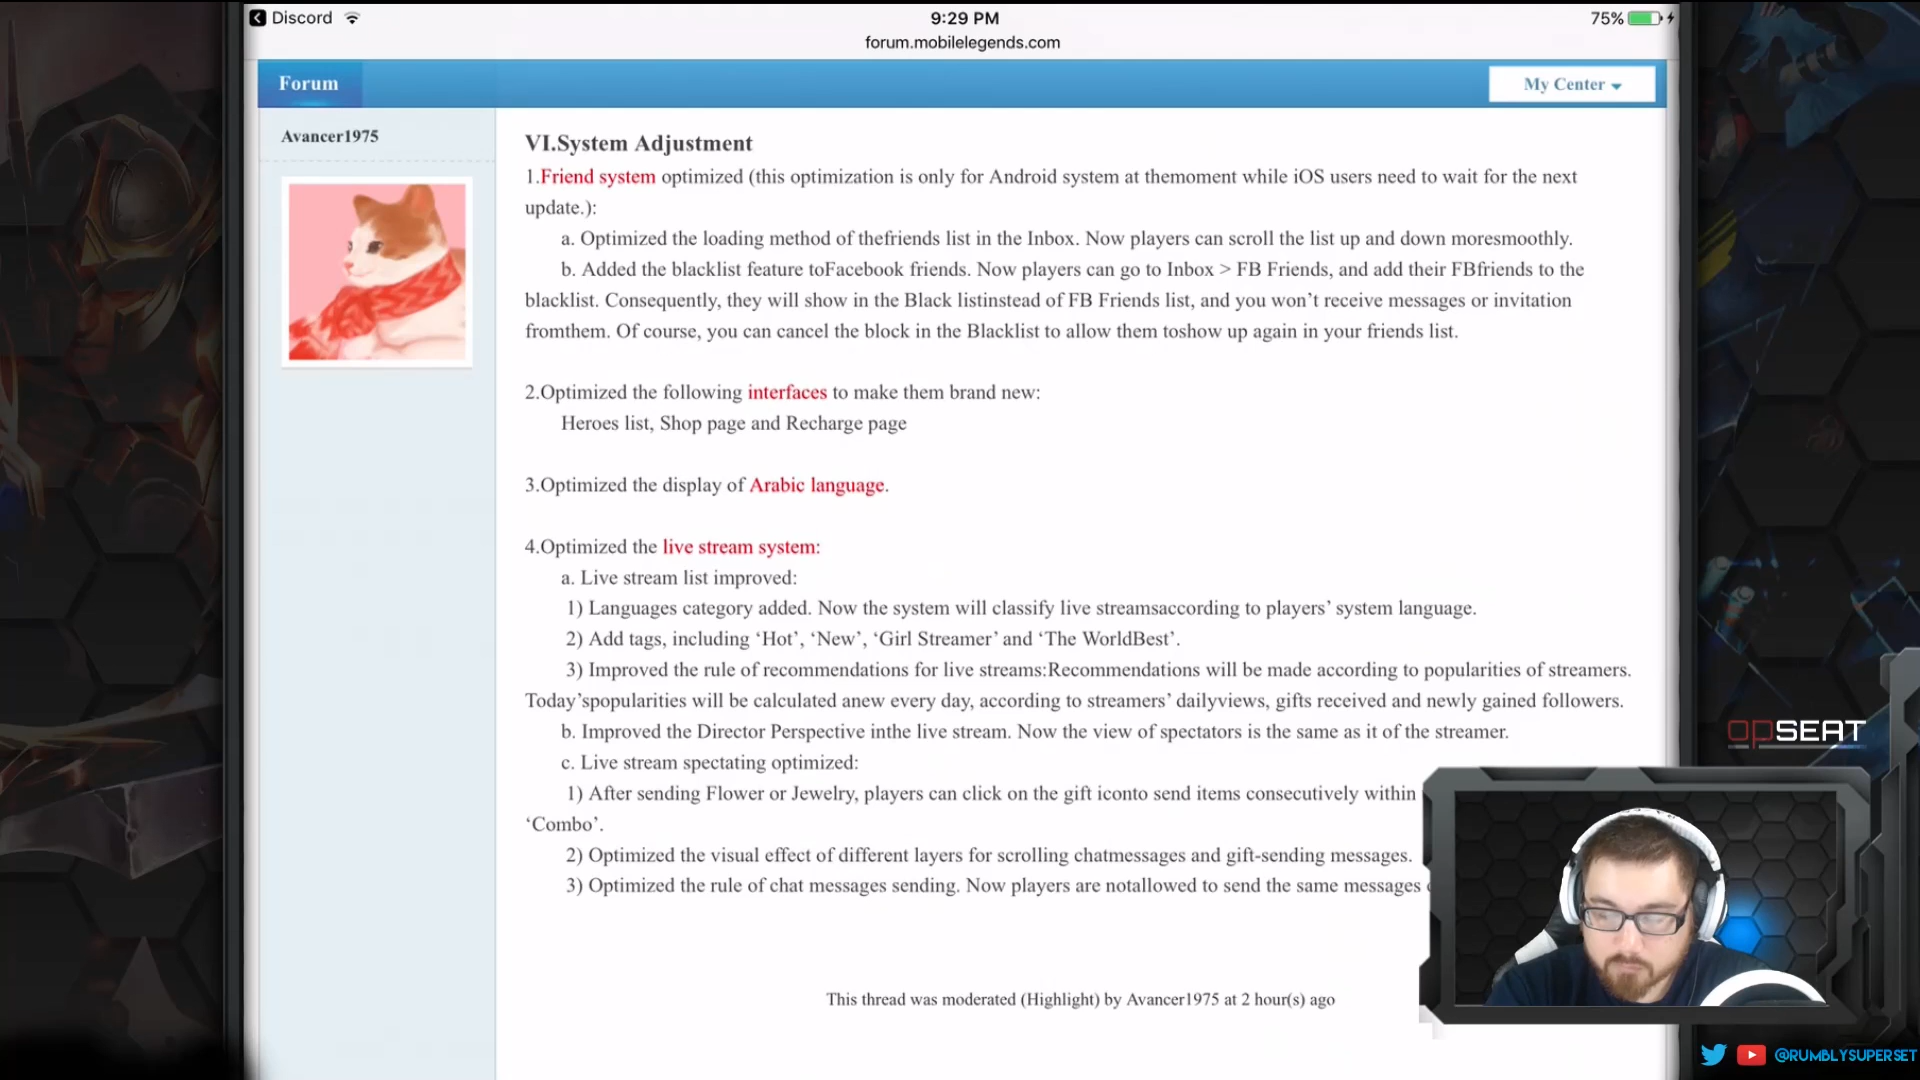 Discord
9:29 PM
75%
forum.mobilelegends.com
Forum
My Center
Avancer1975
VI.System Adjustment
1.Friend system optimized (this optimization is only for Android system at themoment while iOS users need to wait for the next
update.):
a. Optimized the loading method of thefriends list in the Inbox. Now players can scroll the list up and down moresmoothly.
b. Added the blacklist feature toFacebook friends. Now players can go to Inbox > FB Friends, and add their FBfriends to the
blacklist. Consequently, they will show in the Black listinstead of FB Friends list, and you won’t receive messages or invitation
fromthem. Of course, you can cancel the block in the Blacklist to allow them toshow up again in your friends list.
2.Optimized the following interfaces to make them brand new:
Heroes list, Shop page and Recharge page
3.Optimized the display of Arabic language.
4.Optimized the live stream system:
a. Live stream list improved:
1) Languages category added. Now the system will classify live streamsaccording to players’ system language.
2) Add tags, including ‘Hot’, ‘New’, ‘Girl Streamer’ and ‘The WorldBest’.
3) Improved the rule of recommendations for live streams:Recommendations will be made according to popularities of streamers.
Today’spopularities will be calculated anew every day, according to streamers’ dailyviews, gifts received and newly gained followers.
b. Improved the Director Perspective inthe live stream. Now the view of spectators is the same as it of the streamer.
c. Live stream spectating optimized:
1) After sending Flower or Jewelry, players can click on the gift iconto send items consecutively within
‘Combo’.
2) Optimized the visual effect of different layers for scrolling chatmessages and gift-sending messages.
3) Optimized the rule of chat messages sending. Now players are notallowed to send the same messages
This thread was moderated (Highlight) by Avancer1975 at 2 hour(s) ago
opSEAT
@RUMBLYSUPERSET